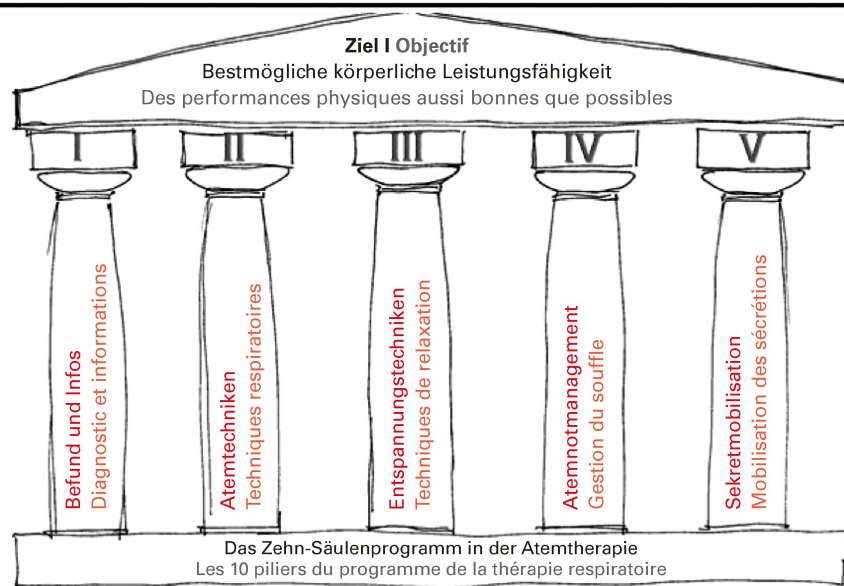 Ziel I Objectif
Bestmögliche körperliche Leistungsfähigkeit
Des performances physiques aussi bonnes que possibles
I
II
III
IV
V
Befund und Infos
Diagnostic et informations
Atemtechniken
Techniques respiratoires
Entspannungstechniken
Techniques de relaxation
Atemnotmanagement
Gestion du souffle
Sekretmobilisation
Mobilisation des sécrétions
Das Zehn-Säulenprogramm in der Atemtherapie
Les 10 piliers du programme de la thérapie respiratoire